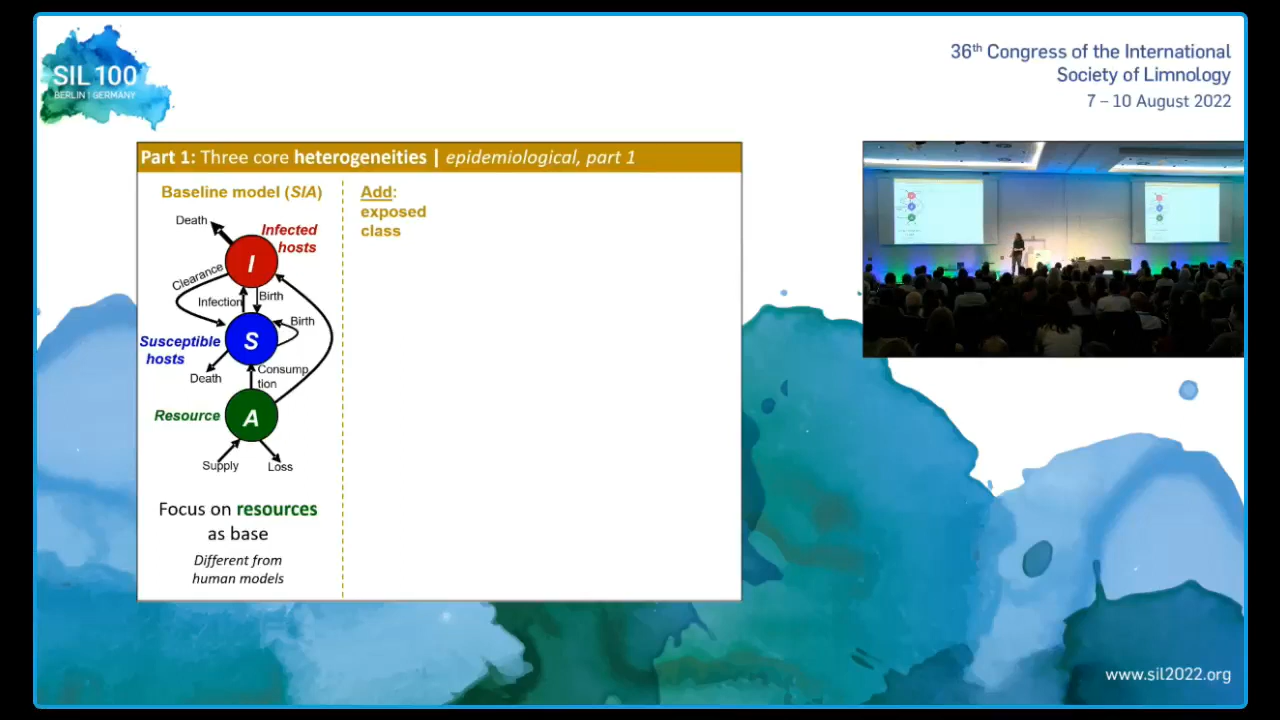 SIL 100
BERLIN | GERMANY
36th Congress of the International
Society of Limnology
7 – 10 August 2022
Part 1: Three core heterogeneities | epidemiological, part 1
Baseline model (SIA)
Death
Infected
hosts
I
Clearance
Infection
Birth
Birth
Susceptible
hosts
S
Death
Consump
tion
Resource
A
Supply
Loss
Focus on resources
as base
Different from
human models
Add:
exposed
class
www.sil2022.org